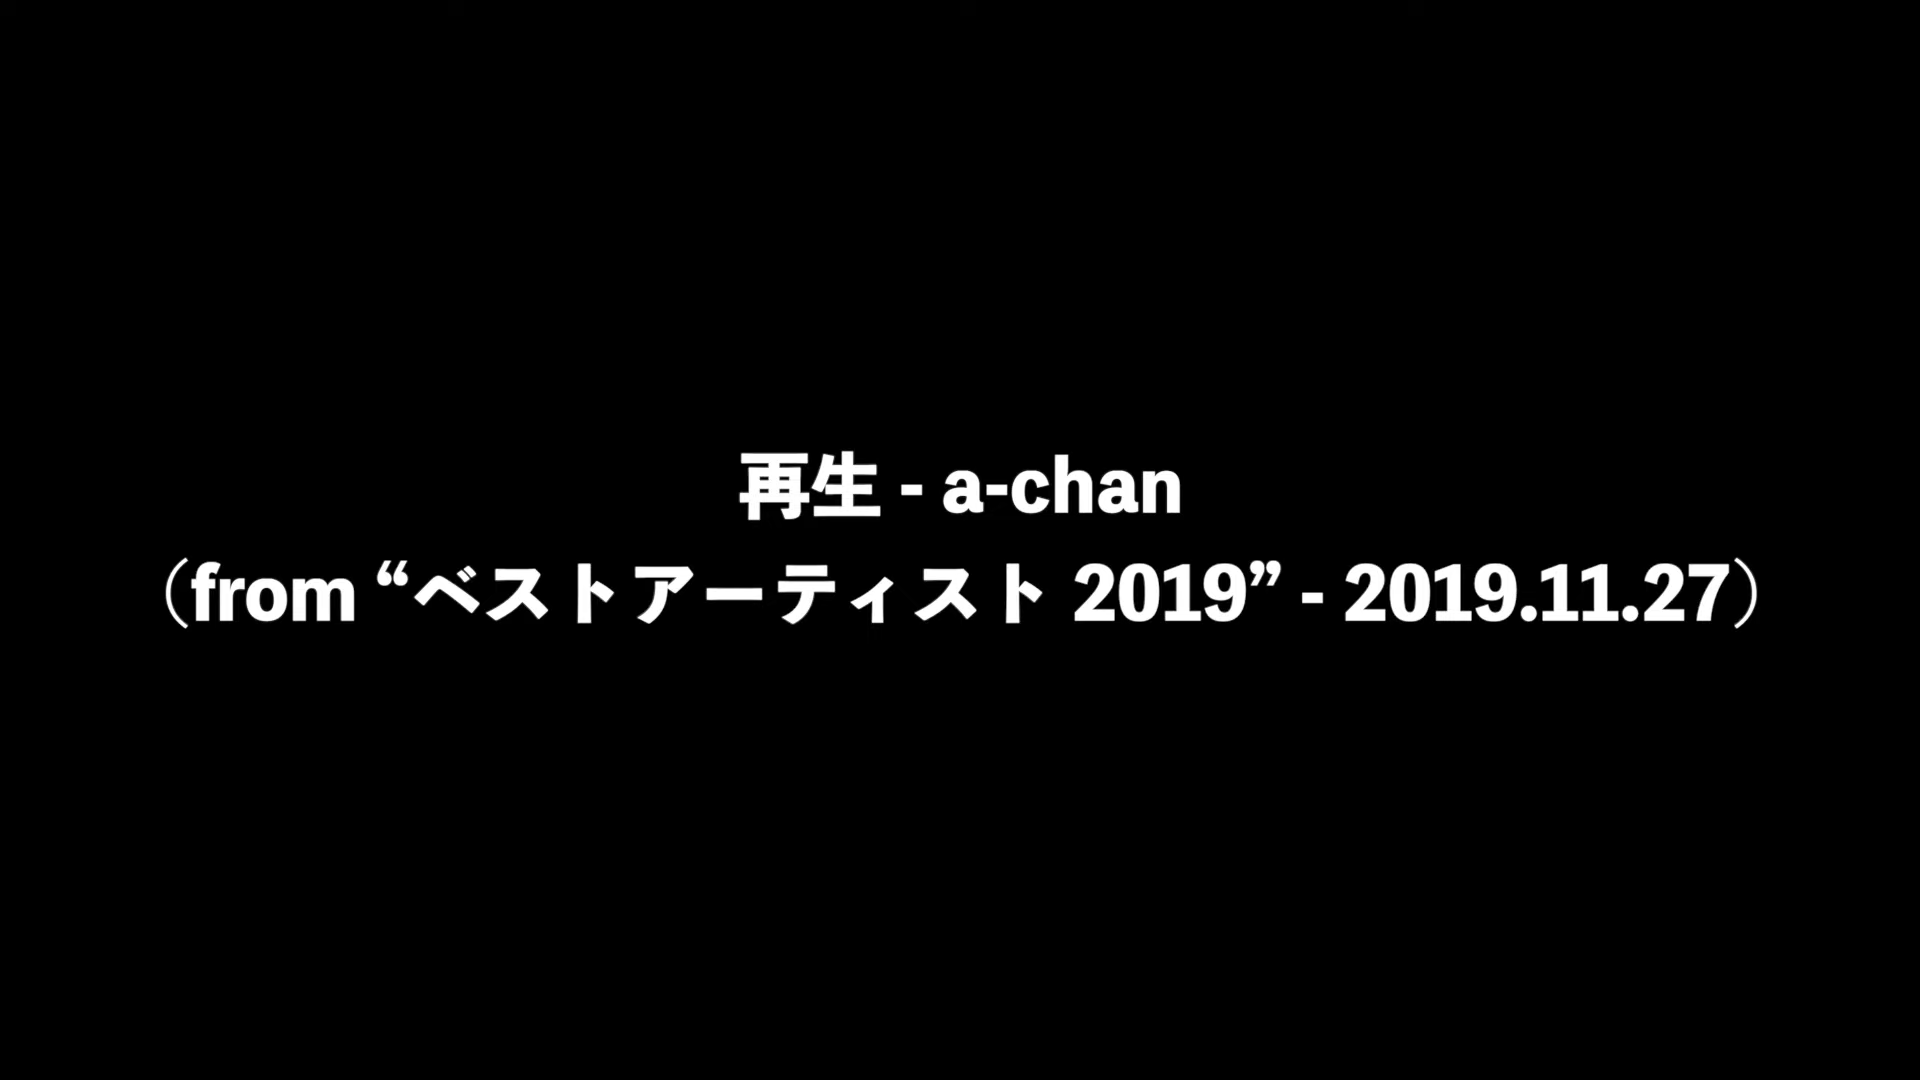 再生 - a-chan
（from “ベストアーティスト 2019” - 2019.11.27）